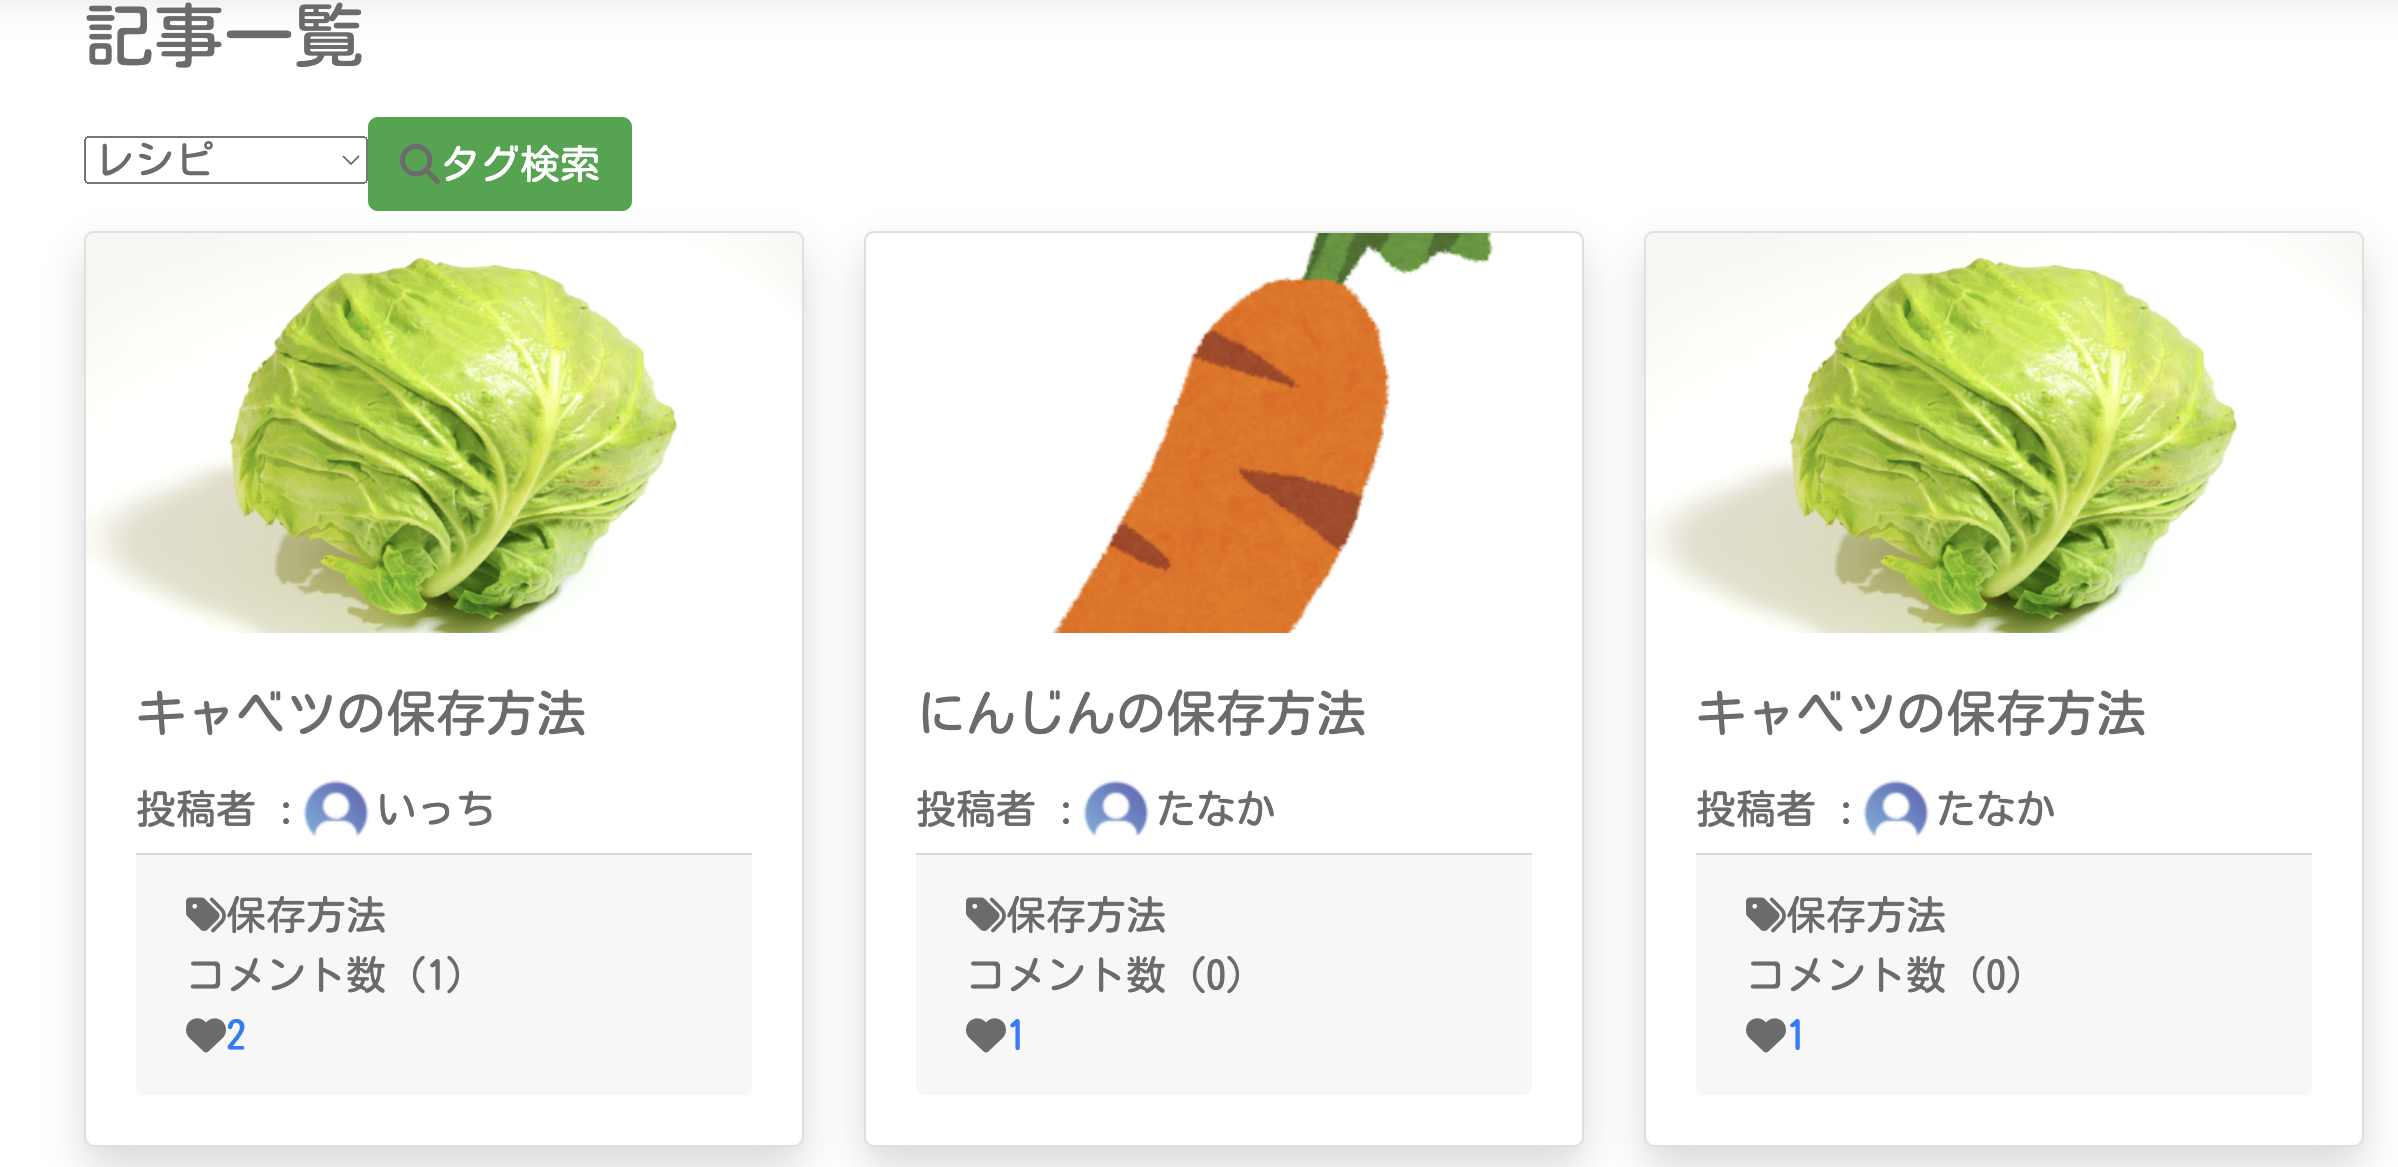 記事一覧
レシピ
タグ検索
キャベツの保存方法
投稿者 : いっち
保存方法
コメント数 (1)
2
にんじんの保存方法
投稿者 : たなか
保存方法
コメント数 (0)
1
キャベツの保存方法
投稿者 : たなか
保存方法
コメント数 (0)
1